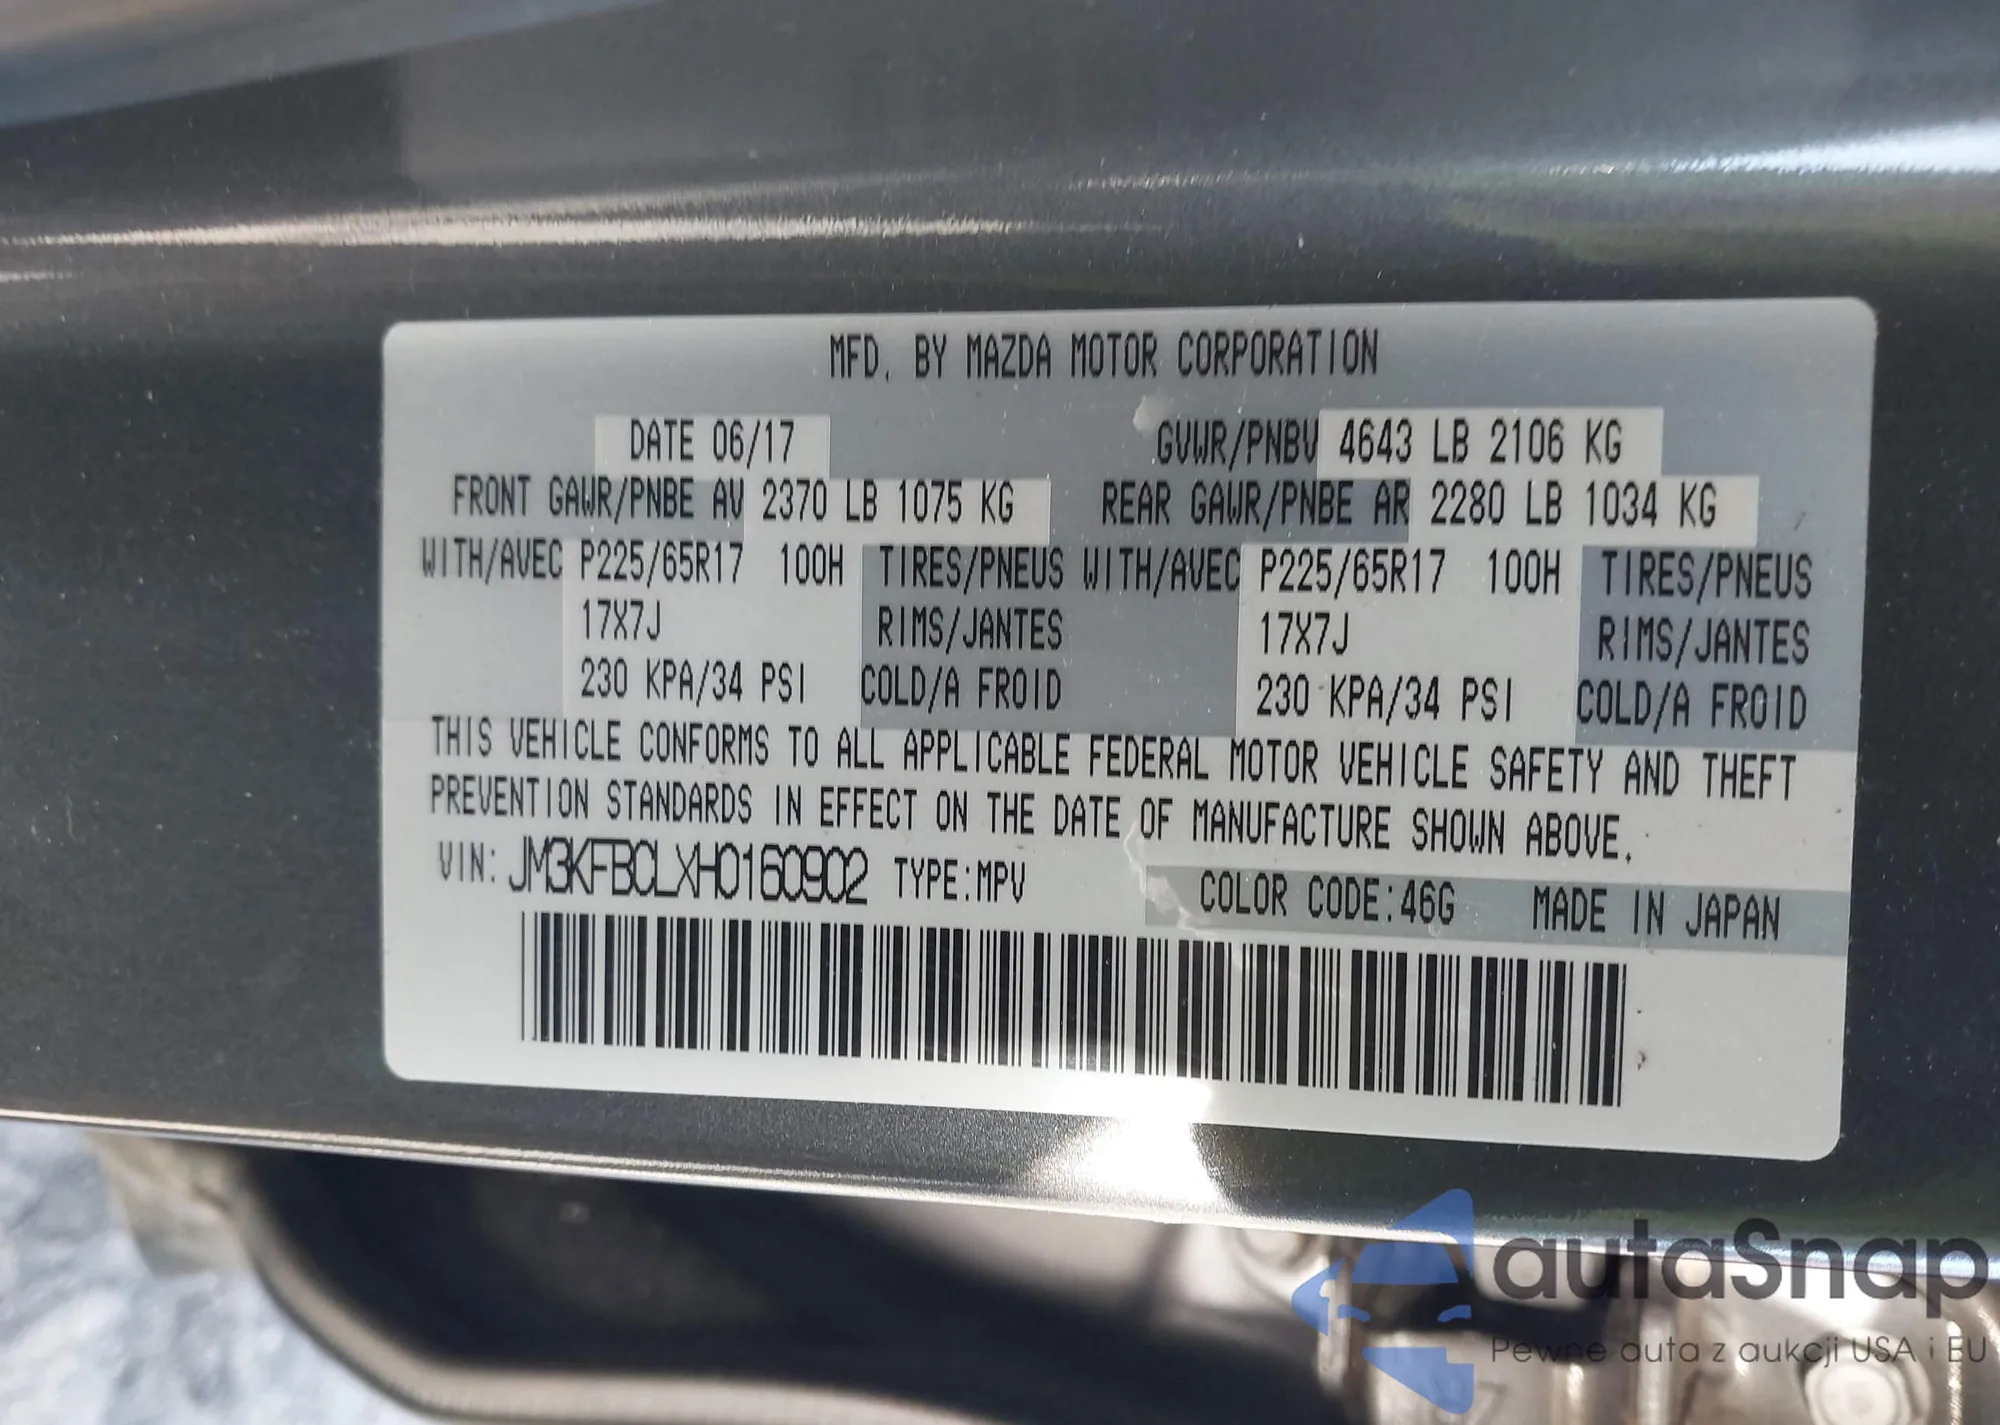 MFD. BY MAZDA MOTOR CORPORATION
DATE 06/17 GVWR/PNBV 4643 LB 2106 KG
FRONT GAWR/PNBE AV 2370 LB 1075 KG REAR GAWR/PNBE AR 2280 LB 1034 KG
WITH/AVEC P225/65R17 100H TIRES/PNEUS WITH/AVEC P225/65R17 100H TIRES/PNEUS
17X7J RIMS/JANTES 17X7J RIMS/JANTES
230 KPA/34 PSI COLD/A FROID 230 KPA/34 PSI COLD/A FROID
THIS VEHICLE CONFORMS TO ALL APPLICABLE FEDERAL MOTOR VEHICLE SAFETY AND THEFT
PREVENTION STANDARDS IN EFFECT ON THE DATE OF MANUFACTURE SHOWN ABOVE.
VIN: JM3KFBCLXH0160902 TYPE:MPV COLOR CODE:46G MADE IN JAPAN
autaSnap
Pewne auta z aukcji USA i EU